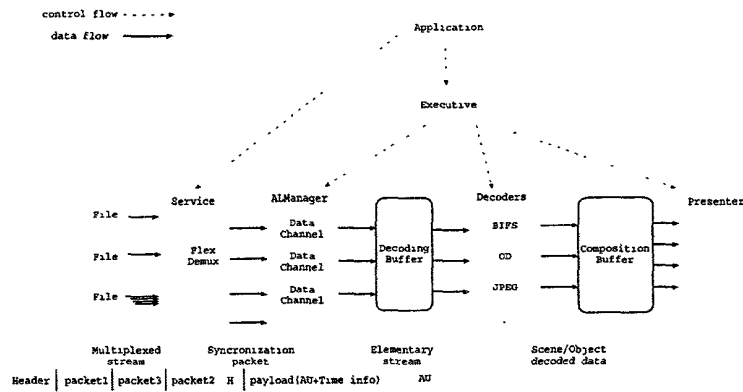 control flow
data flow
Application
Executive
Service
ALManager
Decoders
Presenter
File
File
File
Flex
Demux
Data
Channel
Data
Channel
Data
Channel
Decoding
Buffer
BIFS
OD
JPEG
Composition
Buffer
Multiplexed
stream
Syncronization
packet
Elementary
stream
Scene/Object
decoded data
Header packet1 packet3 packet2 H payload(AU+Time info) AU